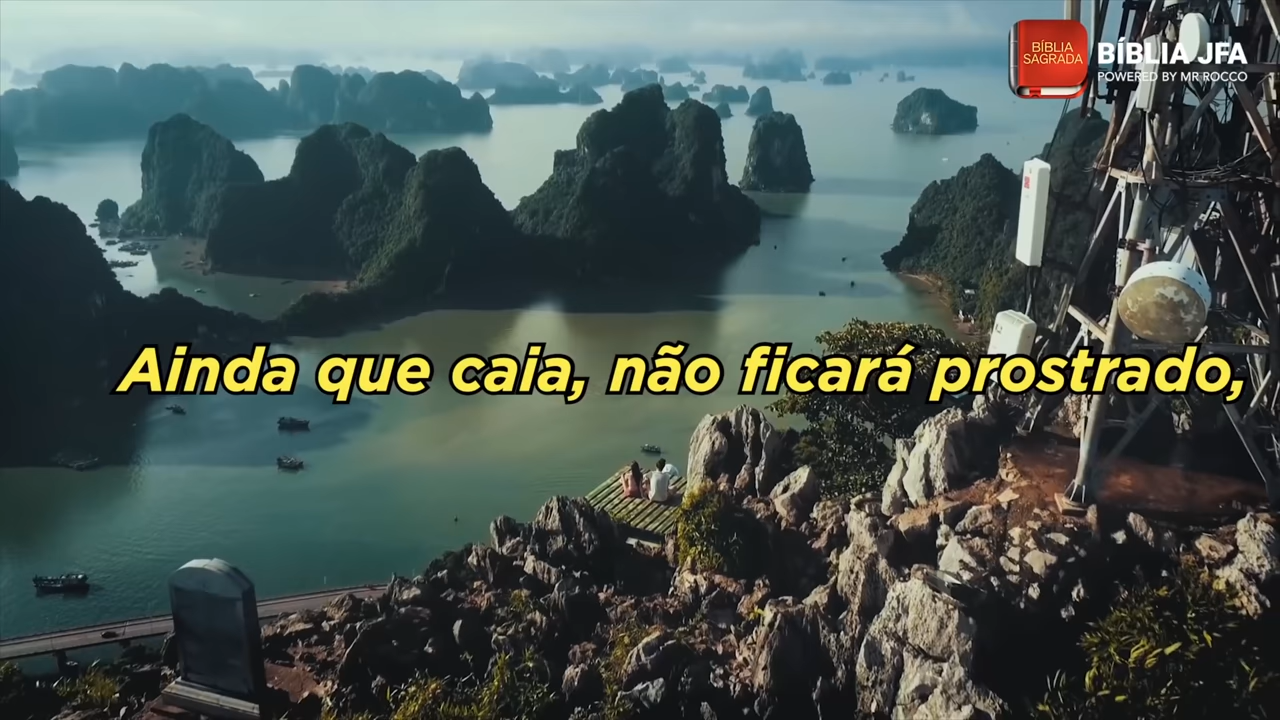 BÍBLIA
SAGRADA
BÍBLIA JFA
POWERED BY MR ROCCO
Ainda que caia, não ficará prostrado,